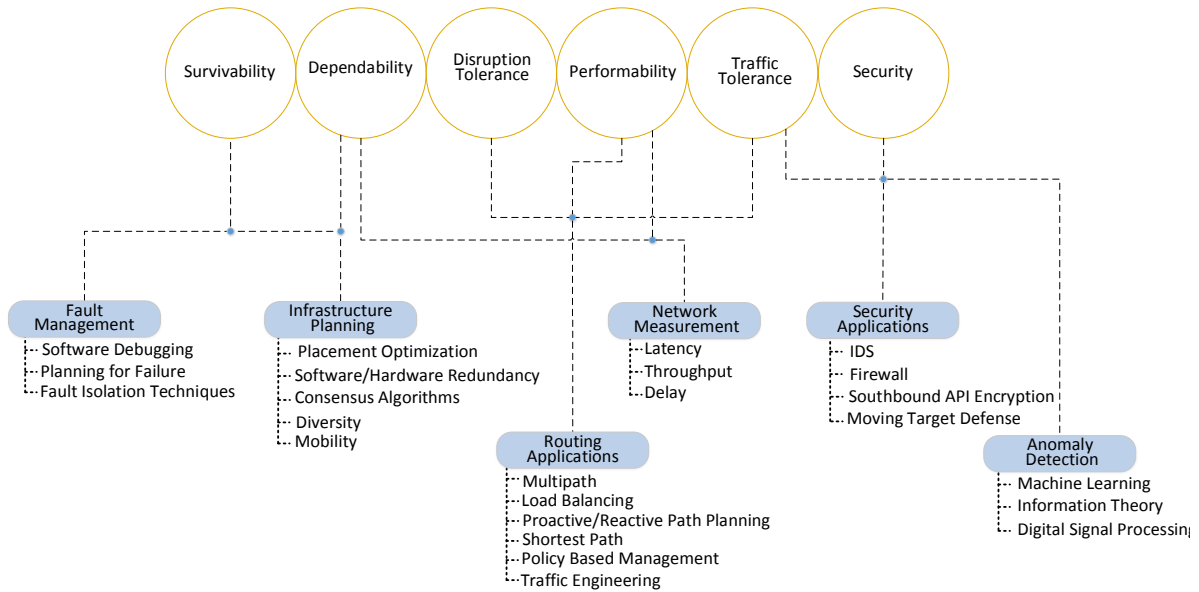 Survivability
Dependability
Disruption
Tolerance
Performability
Traffic
Tolerance
Security
Fault
Management
Software Debugging
Planning for Failure
Fault Isolation Techniques
Infrastructure
Planning
Placement Optimization
Software/Hardware Redundancy
Consensus Algorithms
Diversity
Mobility
Routing
Applications
Multipath
Load Balancing
Proactive/Reactive Path Planning
Shortest Path
Policy Based Management
Traffic Engineering
Network
Measurement
Latency
Throughput
Delay
Security
Applications
IDS
Firewall
Southbound API Encryption
Moving Target Defense
Anomaly
Detection
Machine Learning
Information Theory
Digital Signal Processing